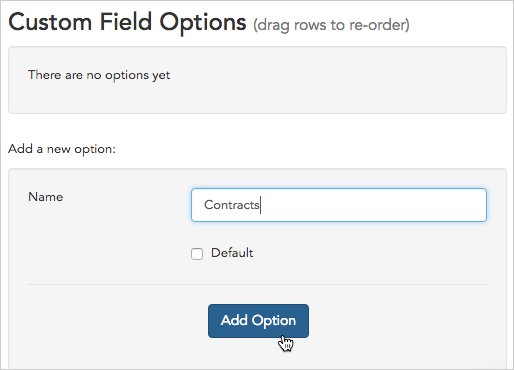 Custom Field Options (drag rows to re-order)
There are no options yet
Add a new option:
Name
Contracts
Default
Add Option